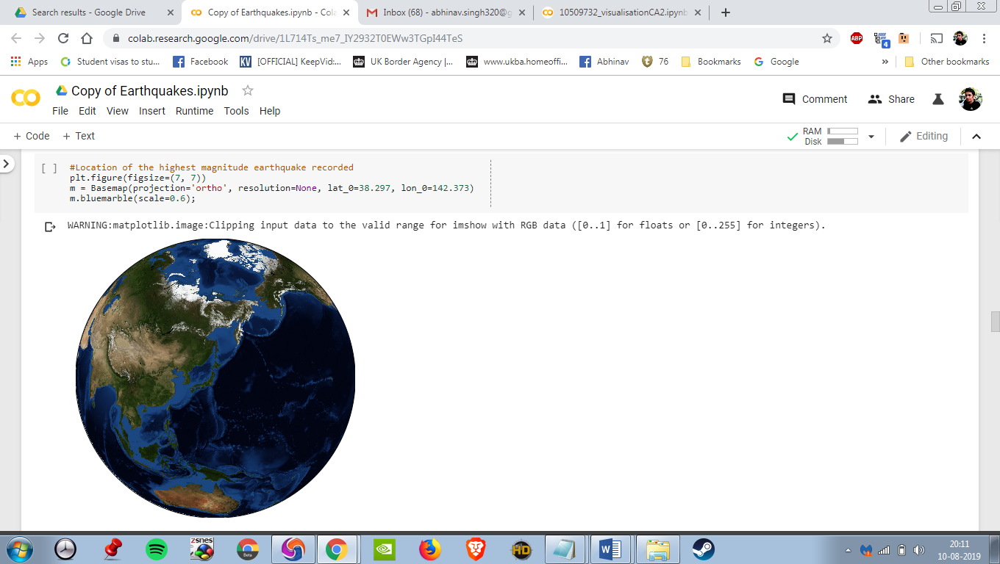 Search results - Google Drive
Copy of Earthquakes.ipynb - Cola
Inbox (68) - abhinav.singh320@g
10509732_visualisationCA2.ipynb
colab.research.google.com/drive/1L714Ts_me7_IY2932T0EWw3TGpI44TeS
ABP
4
Apps
Student visas to stu...
Facebook
KV
[OFFICIAL] KeepVid:...
UK Border Agency |...
www.ukba.homeoffi...
Abhinav
76
Bookmarks
Google
»
Other bookmarks
Copy of Earthquakes.ipynb
Comment
Share
File Edit View Insert Runtime Tools Help
+ Code + Text
RAM
Disk
Editing
[ ] #Location of the highest magnitude earthquake recorded
plt.figure(figsize=(7, 7))
m = Basemap(projection='ortho', resolution=None, lat_0=38.297, lon_0=142.373)
m.bluemarble(scale=0.6);
WARNING:matplotlib.image:Clipping input data to the valid range for imshow with RGB data ([0..1] for floats or [0..255] for integers).
zsnes
Beta
HD
W
20:11
10-08-2019